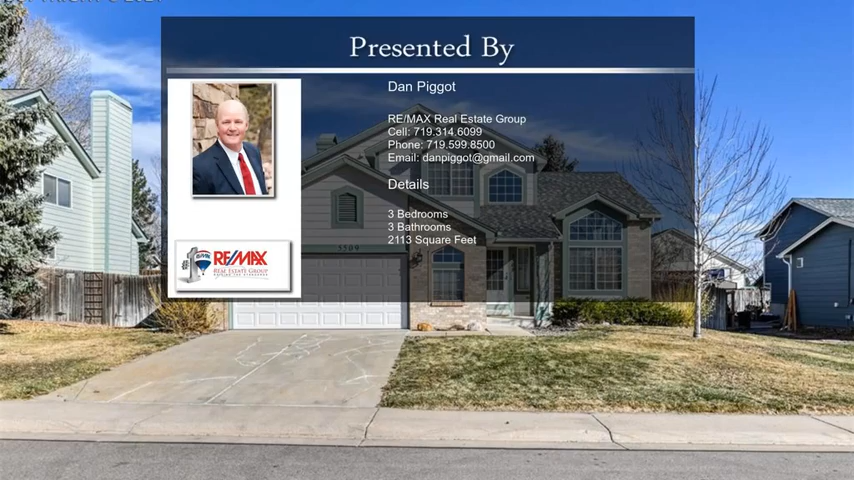 Presented By
Dan Piggot
RE/MAX Real Estate Group
Cell: 719.314.6099
Phone: 719.599.8500
Email: danpiggot@gmail.com
Details
3 Bedrooms
3 Bathrooms
2113 Square Feet
5509
RE/MAX
REAL ESTATE GROUP